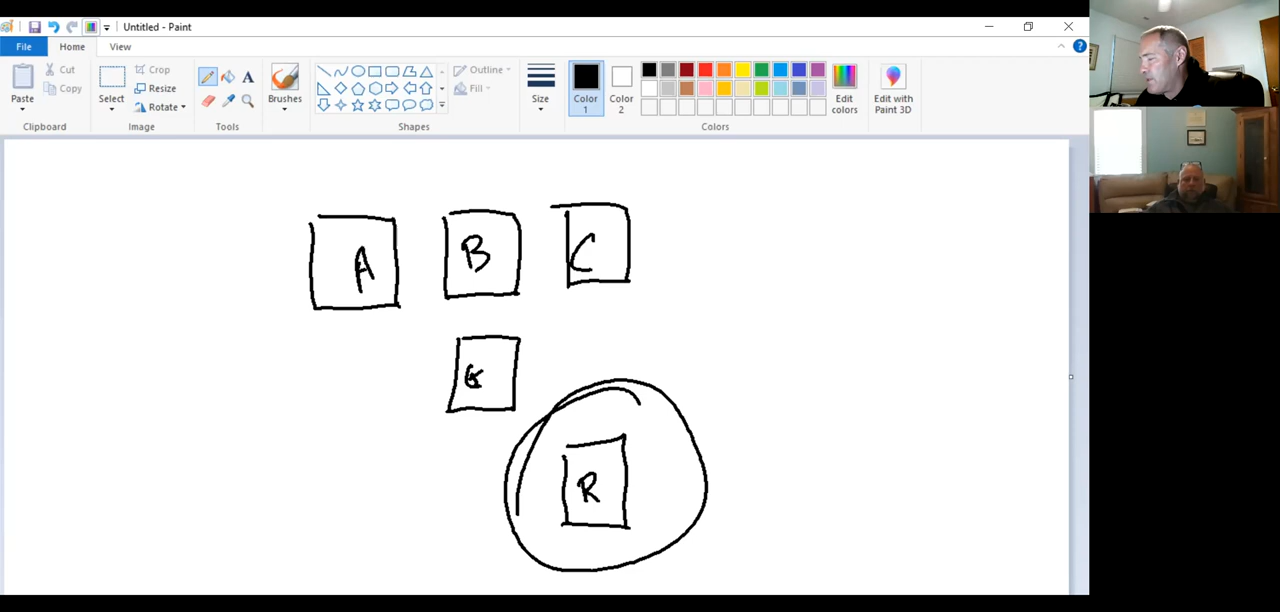 Untitled - Paint
File Home View
Cut
Copy
Paste
Clipboard
Crop
Resize
Rotate
Select
Image
A
Tools
Brushes
Outline
Fill
Shapes
Size
Color
1
Color
2
Edit
colors
Colors
Edit with
Paint 3D
?
A B C
G
R